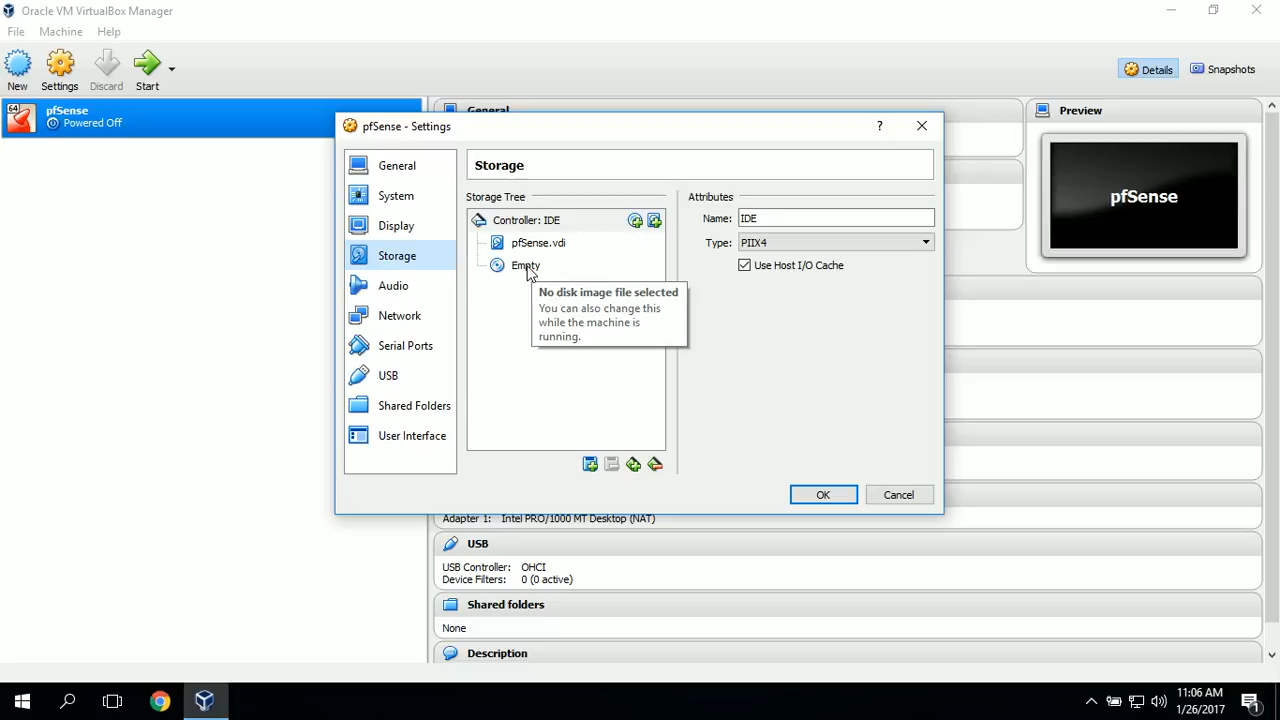 Oracle VM VirtualBox Manager
File Machine Help
New Settings Discard Start
Details Snapshots
64
pfSense
Powered Off
General
Preview
pfSense
pfSense - Settings
?
General
System
Display
Storage
Audio
Network
Serial Ports
USB
Shared Folders
User Interface
Storage
Storage Tree
Controller: IDE
pfSense.vdi
Empty
No disk image file selected
You can also change this
while the machine is
running.
Attributes
Name: IDE
Type: PIIX4
Use Host I/O Cache
OK Cancel
Adapter 1: Intel PRO/1000 MT Desktop (NAT)
USB
USB Controller: OHCI
Device Filters: 0 (0 active)
Shared folders
None
Description
11:06 AM
1/26/2017
1